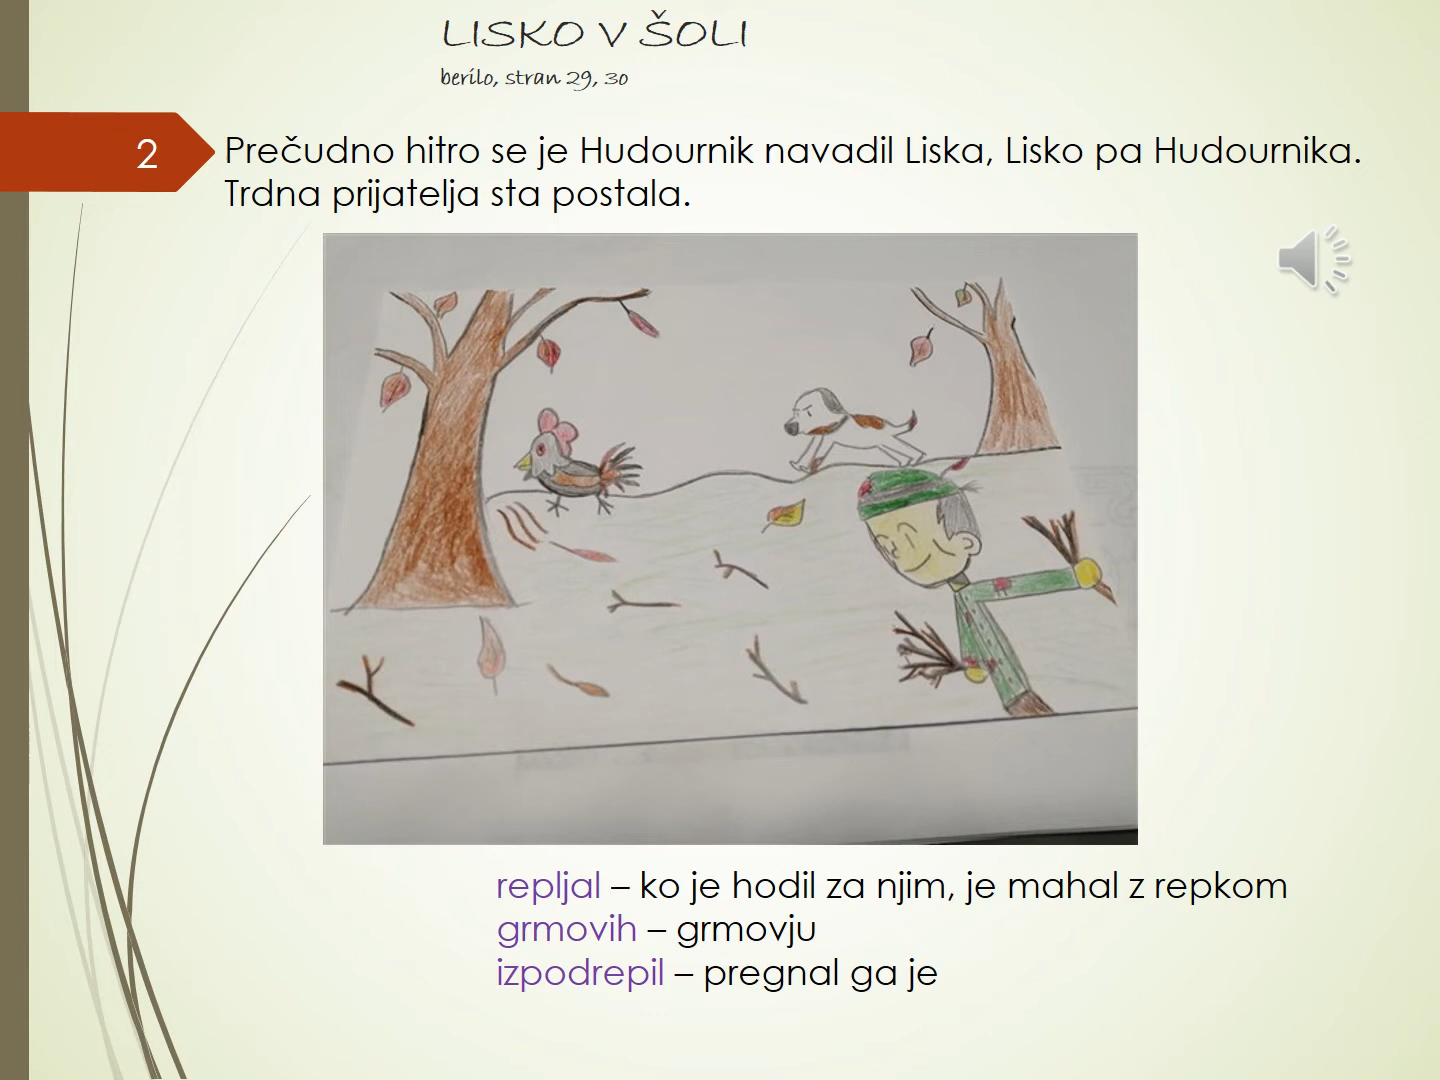 LISKO V ŠOLI
berilo, stran 29, 30
2
Prečudno hitro se je Hudournik navadil Liska, Lisko pa Hudournika.
Trdna prijatelja sta postala.
repljal – ko je hodil za njim, je mahal z repkom
grmovih – grmovju
izpodrepil – pregnal ga je